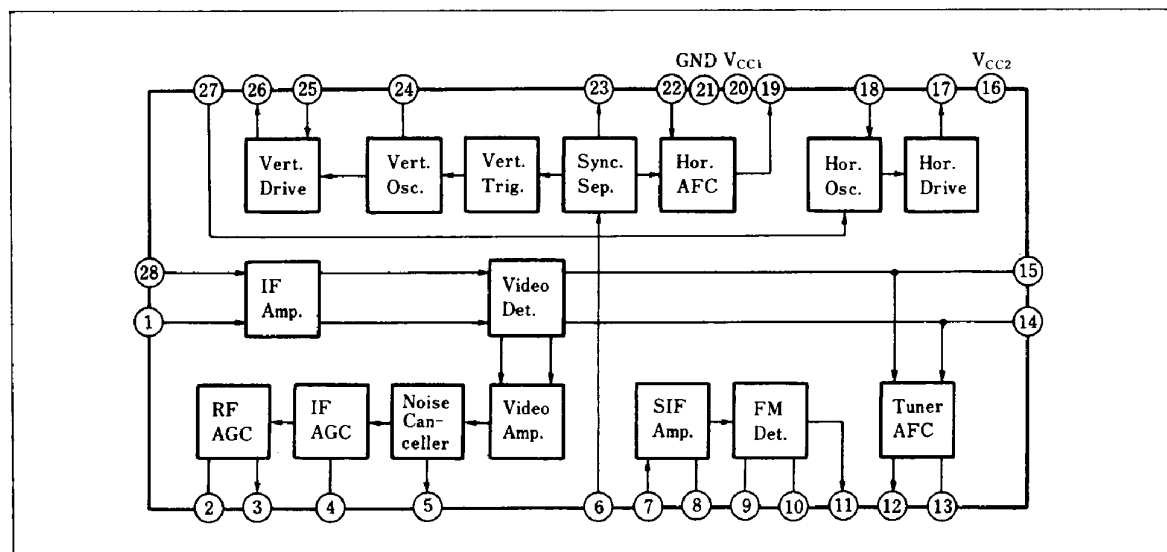 GND VCC1
VCC2
27
26
25
24
23
22
21
20
19
18
17
16
Vert.
Drive
Vert.
Osc.
Vert.
Trig.
Sync.
Sep.
Hor.
AFC
Hor.
Osc.
Hor.
Drive
28
15
IF
Amp.
Video
Det.
1
14
RF
AGC
IF
AGC
Noise
Can-
celler
Video
Amp.
SIF
Amp.
FM
Det.
Tuner
AFC
2
3
4
5
6
7
8
9
10
11
12
13